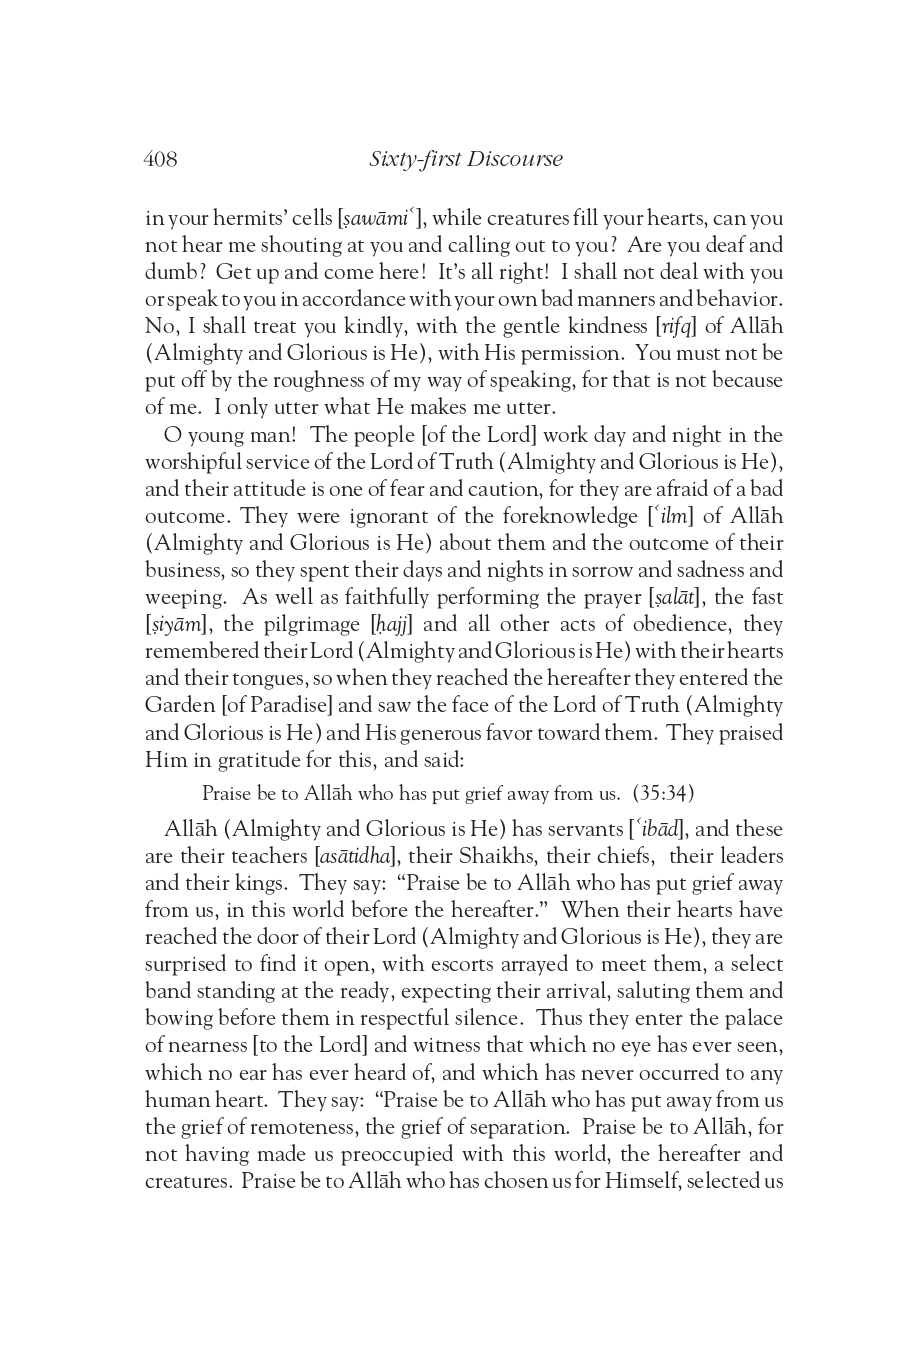 408 Sixty-first Discourse
in your hermits’ cells [ṣawāmiʿ], while creatures fill your hearts, can you
not hear me shouting at you and calling out to you? Are you deaf and
dumb? Get up and come here! It’s all right! I shall not deal with you
or speak to you in accordance with your own bad manners and behavior.
No, I shall treat you kindly, with the gentle kindness [rifq] of Allāh
(Almighty and Glorious is He), with His permission. You must not be
put off by the roughness of my way of speaking, for that is not because
of me. I only utter what He makes me utter.
O young man! The people [of the Lord] work day and night in the
worshipful service of the Lord of Truth (Almighty and Glorious is He),
and their attitude is one of fear and caution, for they are afraid of a bad
outcome. They were ignorant of the foreknowledge [ʿilm] of Allāh
(Almighty and Glorious is He) about them and the outcome of their
business, so they spent their days and nights in sorrow and sadness and
weeping. As well as faithfully performing the prayer [ṣalāt], the fast
[ṣiyām], the pilgrimage [ḥajj] and all other acts of obedience, they
remembered their Lord (Almighty and Glorious is He) with their hearts
and their tongues, so when they reached the hereafter they entered the
Garden [of Paradise] and saw the face of the Lord of Truth (Almighty
and Glorious is He) and His generous favor toward them. They praised
Him in gratitude for this, and said:
Praise be to Allāh who has put grief away from us. (35:34)
Allāh (Almighty and Glorious is He) has servants [ʿibād], and these
are their teachers [asātidha], their Shaikhs, their chiefs, their leaders
and their kings. They say: “Praise be to Allāh who has put grief away
from us, in this world before the hereafter.” When their hearts have
reached the door of their Lord (Almighty and Glorious is He), they are
surprised to find it open, with escorts arrayed to meet them, a select
band standing at the ready, expecting their arrival, saluting them and
bowing before them in respectful silence. Thus they enter the palace
of nearness [to the Lord] and witness that which no eye has ever seen,
which no ear has ever heard of, and which has never occurred to any
human heart. They say: “Praise be to Allāh who has put away from us
the grief of remoteness, the grief of separation. Praise be to Allāh, for
not having made us preoccupied with this world, the hereafter and
creatures. Praise be to Allāh who has chosen us for Himself, selected us